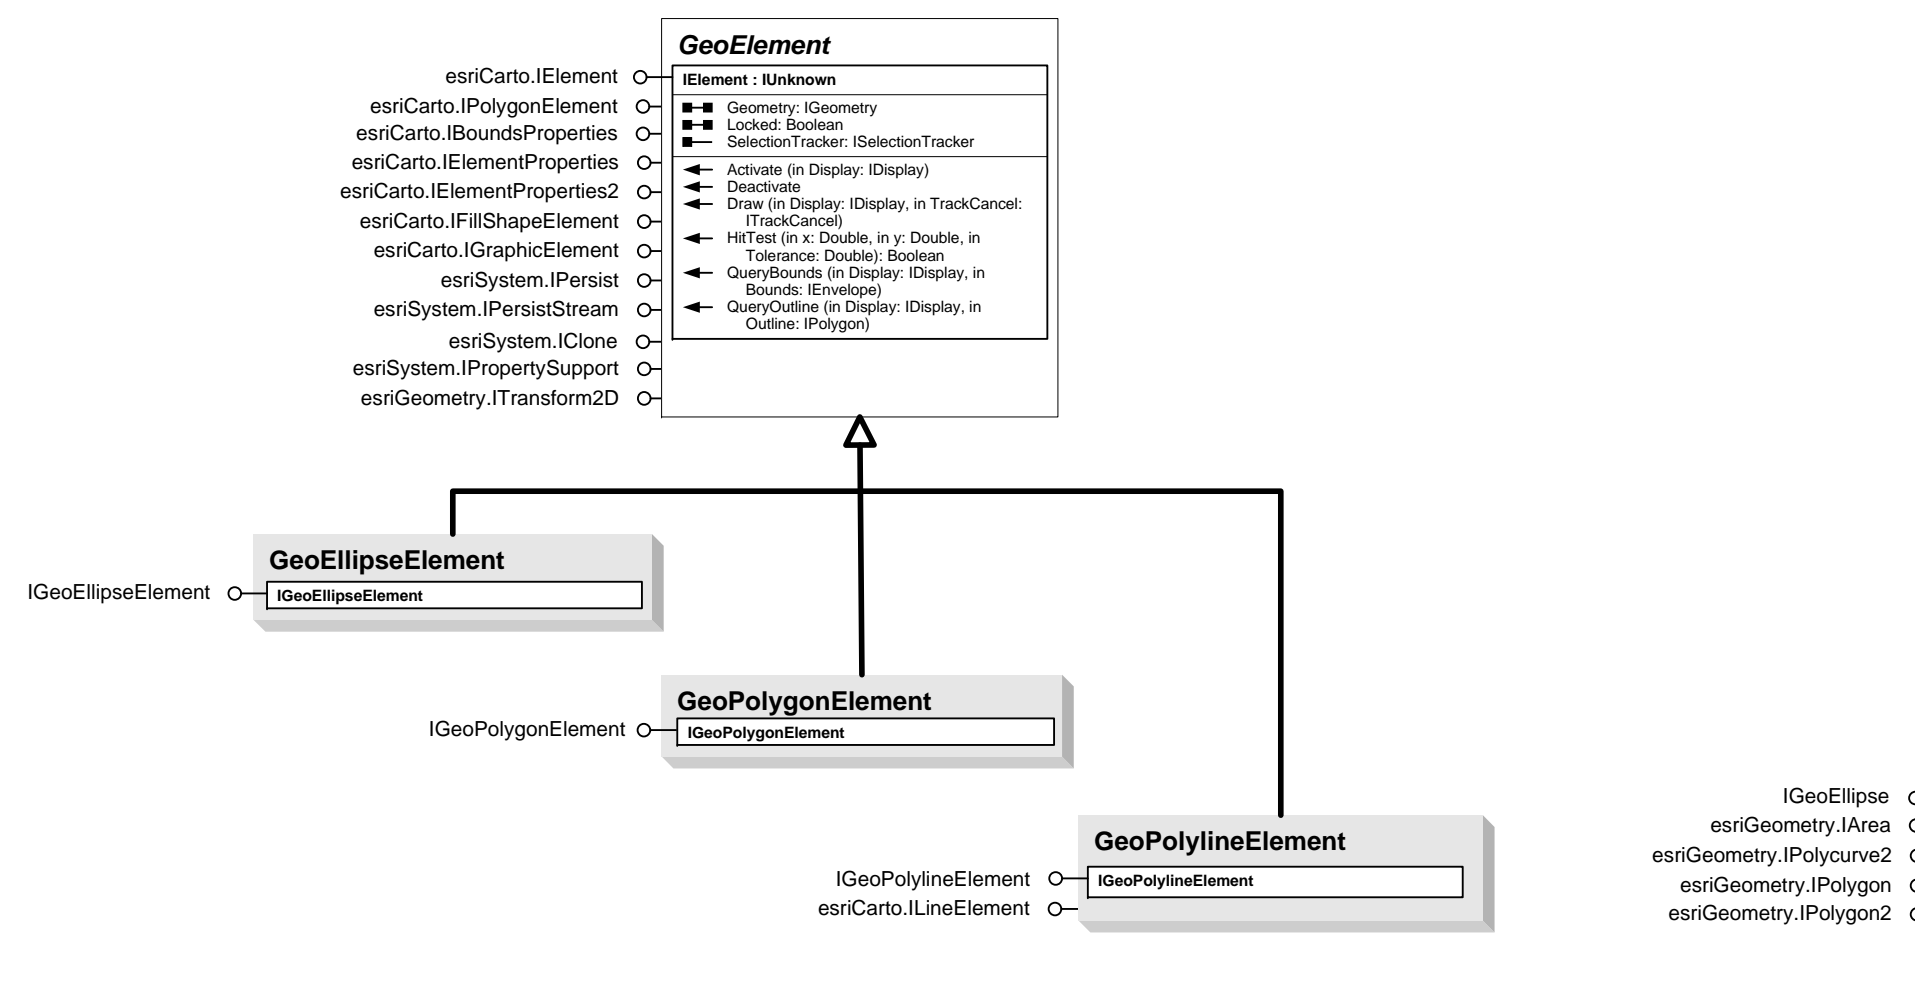 GeoElement
esriCarto.IElement
IElement : IUnknown
esriCarto.IPolygonElement
Geometry: IGeometry
esriCarto.IBoundsProperties
Locked: Boolean
SelectionTracker: ISelectionTracker
esriCarto.IElementProperties
Activate (in Display: IDisplay)
esriCarto.IElementProperties2
Deactivate
Draw (in Display: IDisplay, in TrackCancel:
ITrackCancel)
esriCarto.IFillShapeElement
HitTest (in x: Double, in y: Double, in
Tolerance: Double): Boolean
esriCarto.IGraphicElement
QueryBounds (in Display: IDisplay, in
Bounds: IEnvelope)
esriSystem.IPersist
QueryOutline (in Display: IDisplay, in
Outline: IPolygon)
esriSystem.IPersistStream
esriSystem.IClone
esriSystem.IPropertySupport
esriGeometry.ITransform2D
GeoEllipseElement
IGeoEllipseElement
IGeoEllipseElement
GeoPolygonElement
IGeoPolygonElement
IGeoPolygonElement
GeoPolylineElement
IGeoPolylineElement
IGeoPolylineElement
esriCarto.ILineElement
IGeoEllipse
esriGeometry.IArea
esriGeometry.IPolycurve2
esriGeometry.IPolygon
esriGeometry.IPolygon2